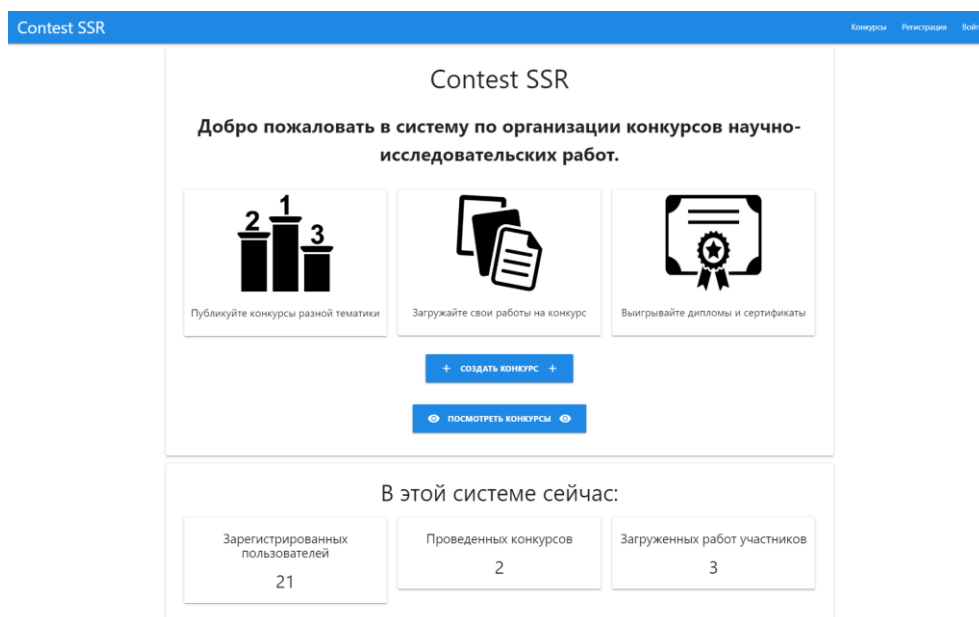 Contest SSR
Конкурсы Регистрация Войти
Contest SSR
Добро пожаловать в систему по организации конкурсов научно-
исследовательских работ.
2 1 3
Публикуйте конкурсы разной тематики
Загружайте свои работы на конкурс
Выигрывайте дипломы и сертификаты
СОЗДАТЬ КОНКУРС
ПОСМОТРЕТЬ КОНКУРСЫ
В этой системе сейчас:
Зарегистрированных
пользователей
21
Проведенных конкурсов
2
Загруженных работ участников
3